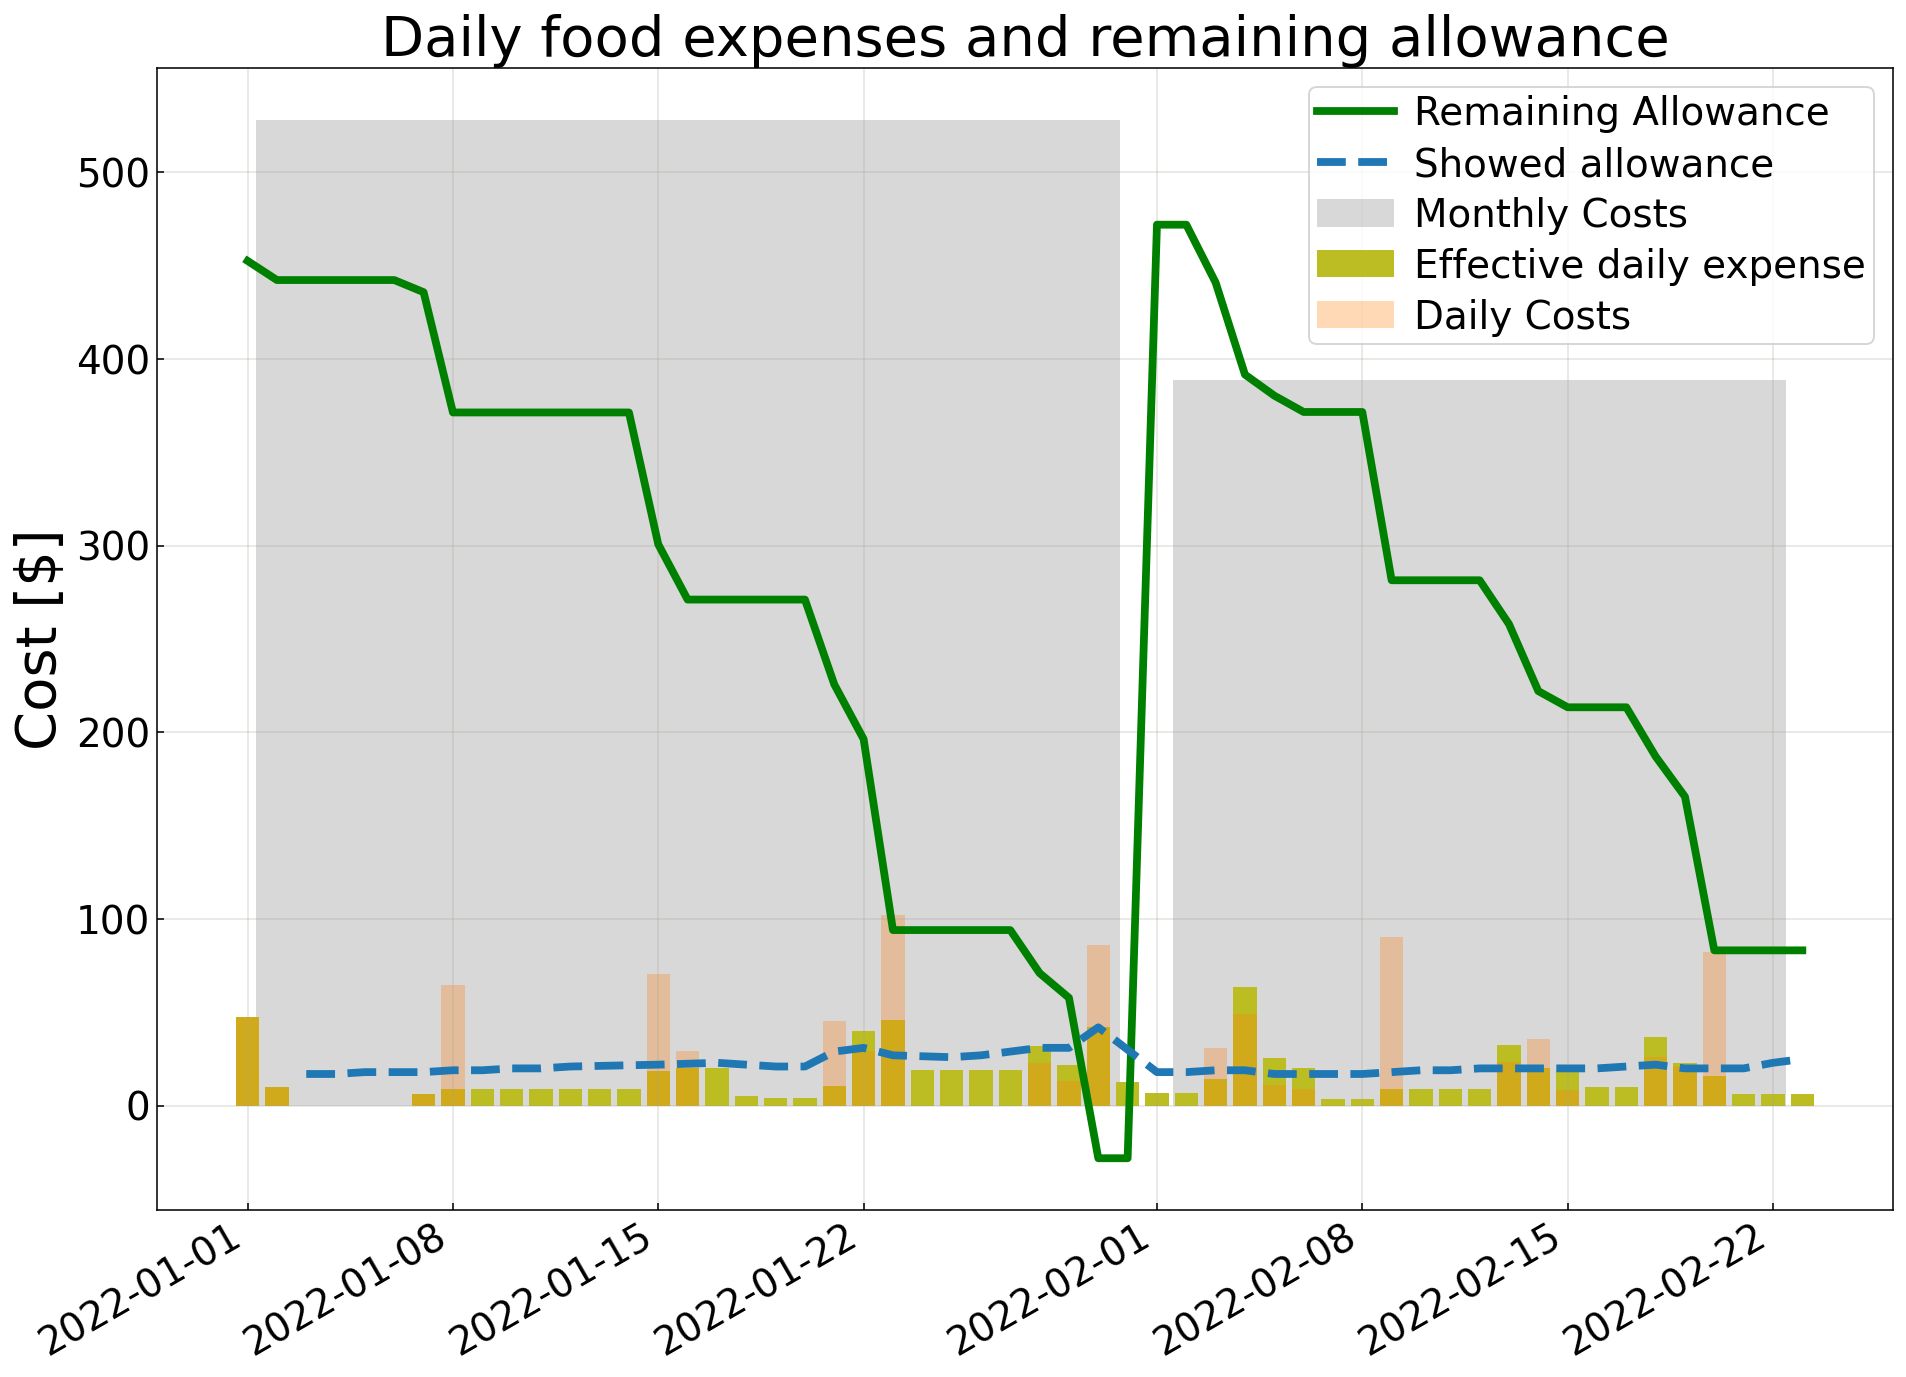 Daily food expenses and remaining allowance
Remaining Allowance
Showed allowance
Monthly Costs
Effective daily expense
Daily Costs
Cost [$]
500
400
300
200
100
0
2022-01-01
2022-01-08
2022-01-15
2022-01-22
2022-02-01
2022-02-08
2022-02-15
2022-02-22